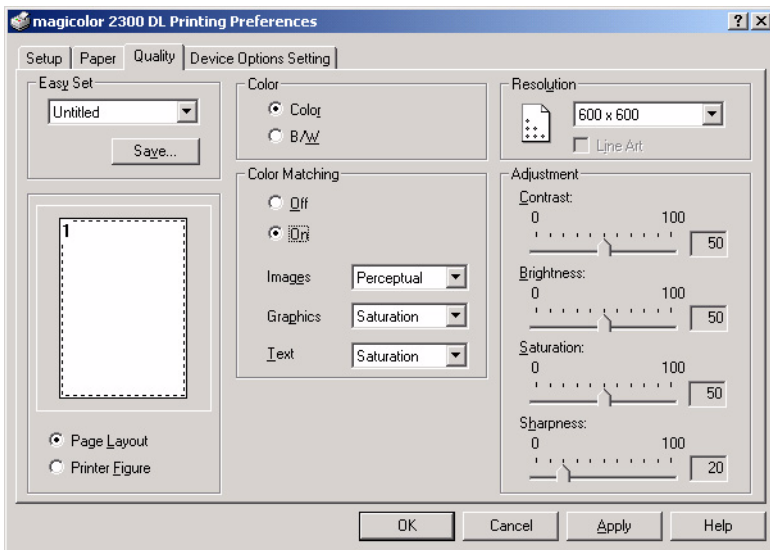 magicolor 2300 DL Printing Preferences
Setup Paper Quality Device Options Setting
Easy Set
Untitled
Save...
1
Page Layout
Printer Figure
Color
Color
B/W
Color Matching
Off
On
Images Perceptual
Graphics Saturation
Text Saturation
Resolution
600 x 600
Line Art
Adjustment
Contrast:
0 100
50
Brightness:
0 100
50
Saturation:
0 100
50
Sharpness:
0 100
20
OK Cancel Apply Help